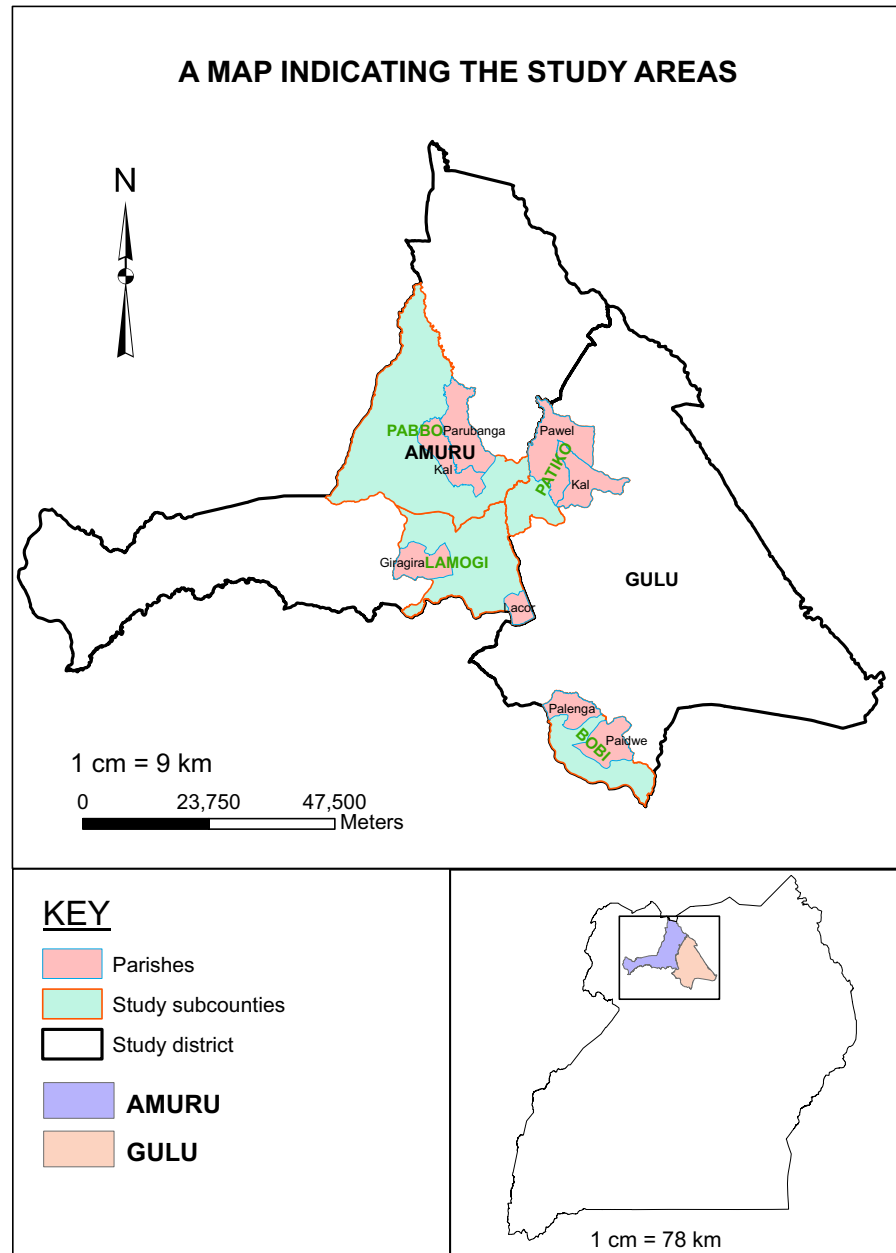 A MAP INDICATING THE STUDY AREAS
N
PABBO
Parubanga
AMURU
Kal
Pawel
PATIKO
Kal
Giragira
LAMOGI
GULU
Lacor
Palenga
BOBI
Paidwe
1 cm = 9 km
0 23,750 47,500
Meters
KEY
Parishes
Study subcounties
Study district
AMURU
GULU
1 cm = 78 km